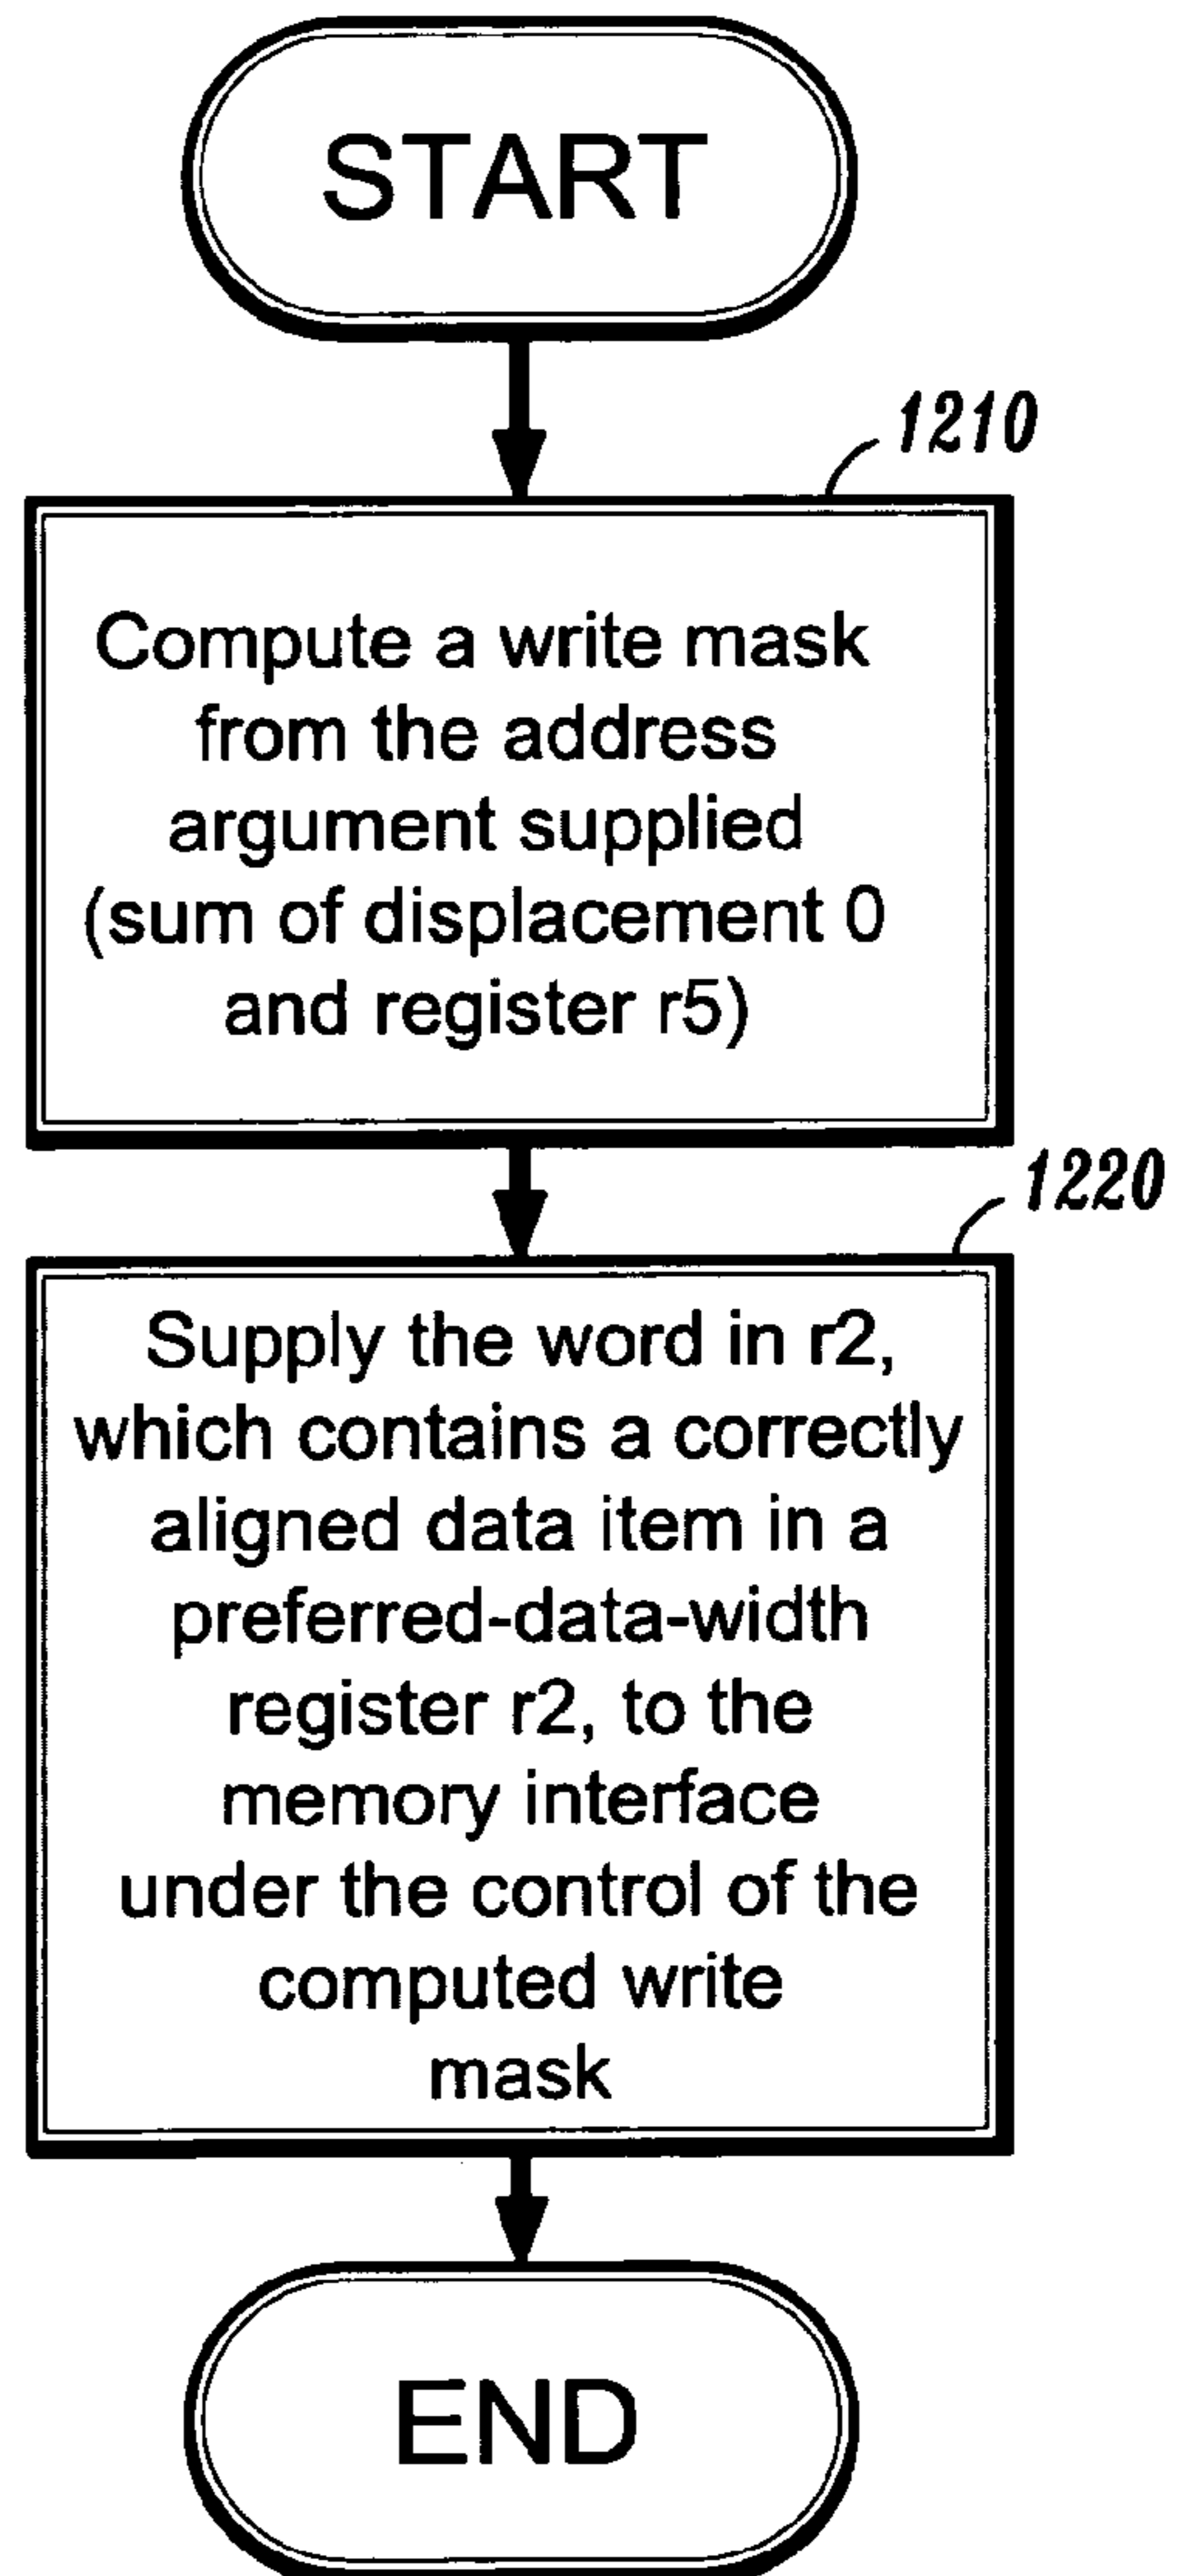 START
1210
Compute a write mask
from the address
argument supplied
(sum of displacement 0
and register r5)
1220
Supply the word in r2,
which contains a correctly
aligned data item in a
preferred-data-width
register r2, to the
memory interface
under the control of the
computed write
mask
END